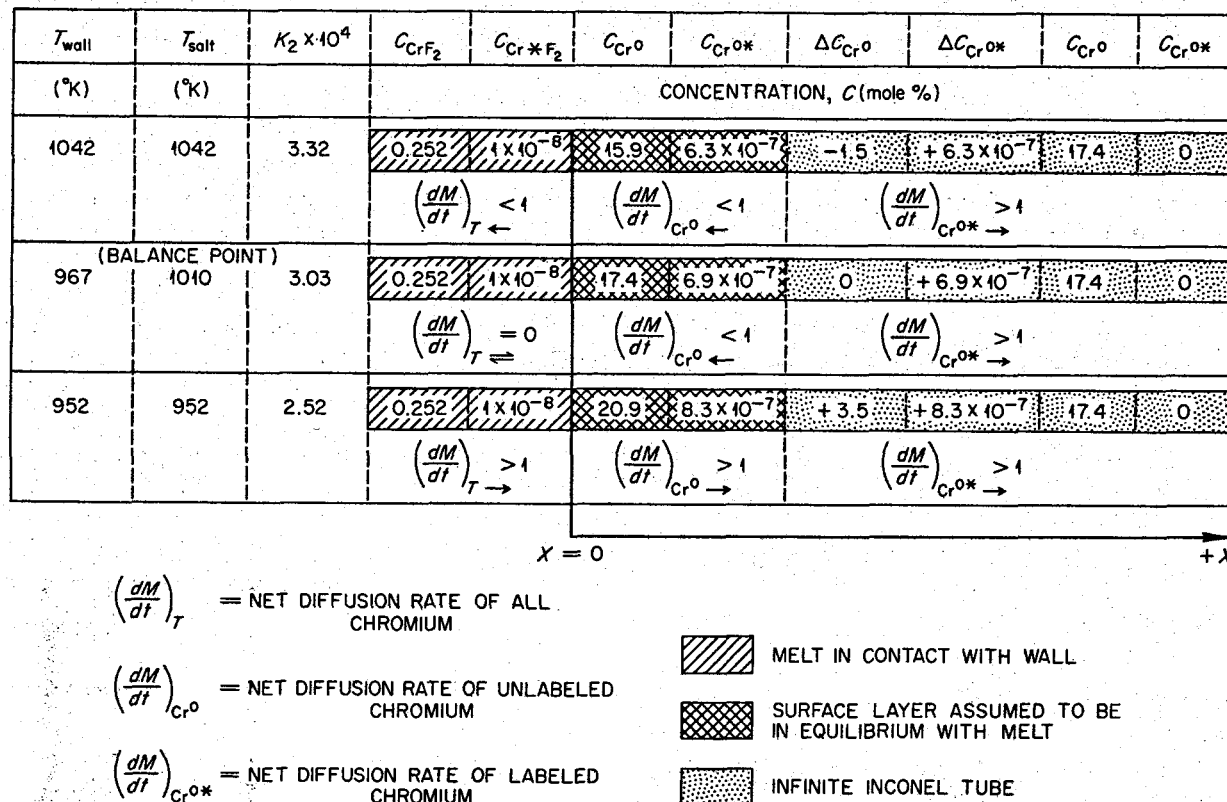 T_wall T_salt K₂ × 10⁴ C_CrF₂ C_Cr*F₂ C_Cr⁰ C_Cr⁰* ΔC_Cr⁰ ΔC_Cr⁰* C_Cr⁰ C_Cr⁰*
(°K) (°K) CONCENTRATION, C (mole %)
1042 1042 3.32 0.252 1 × 10⁻⁸ 15.9 6.3 × 10⁻⁷ −1.5 + 6.3 × 10⁻⁷ 17.4 0
(dM/dt)_T ← < 1 (dM/dt)_Cr⁰ ← < 1 (dM/dt)_Cr⁰* → > 1
(BALANCE POINT)
967 1010 3.03 0.252 1 × 10⁻⁸ 17.4 6.9 × 10⁻⁷ 0 + 6.9 × 10⁻⁷ 17.4 0
(dM/dt)_T ⇌ = 0 (dM/dt)_Cr⁰ ← < 1 (dM/dt)_Cr⁰* → > 1
952 952 2.52 0.252 1 × 10⁻⁸ 20.9 8.3 × 10⁻⁷ + 3.5 + 8.3 × 10⁻⁷ 17.4 0
(dM/dt)_T → > 1 (dM/dt)_Cr⁰ → > 1 (dM/dt)_Cr⁰* → > 1
X = 0 + X
(dM/dt)_T = NET DIFFUSION RATE OF ALL
CHROMIUM
(dM/dt)_Cr⁰ = NET DIFFUSION RATE OF UNLABELED
CHROMIUM
(dM/dt)_Cr⁰* = NET DIFFUSION RATE OF LABELED
CHROMIUM
MELT IN CONTACT WITH WALL
SURFACE LAYER ASSUMED TO BE
IN EQUILIBRIUM WITH MELT
INFINITE INCONEL TUBE